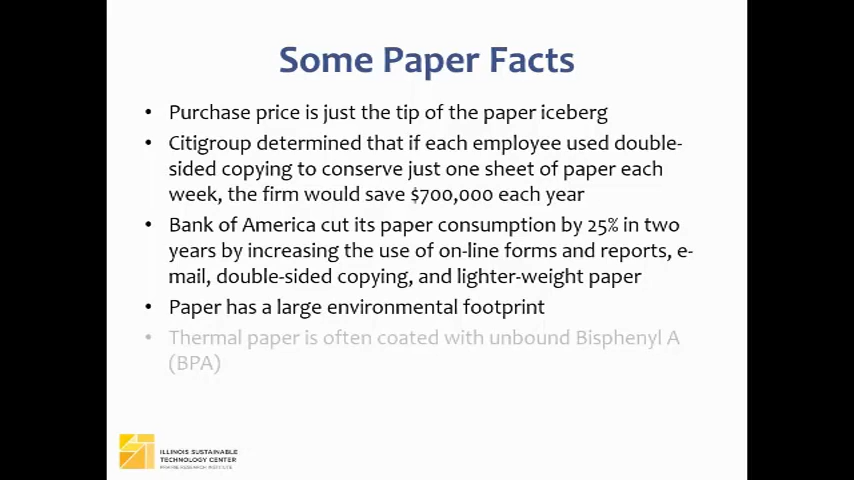 Some Paper Facts
• Purchase price is just the tip of the paper iceberg
• Citigroup determined that if each employee used double-
sided copying to conserve just one sheet of paper each
week, the firm would save $700,000 each year
• Bank of America cut its paper consumption by 25% in two
years by increasing the use of on-line forms and reports, e-
mail, double-sided copying, and lighter-weight paper
• Paper has a large environmental footprint
• Thermal paper is often coated with unbound Bisphenyl A
(BPA)
ILLINOIS SUSTAINABLE
TECHNOLOGY CENTER
PRAIRIE RESEARCH INSTITUTE